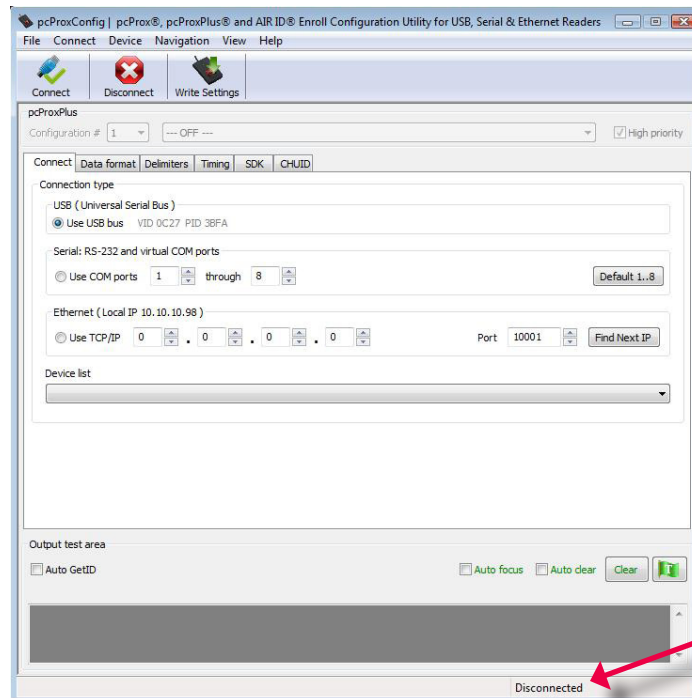 pcProxConfig | pcProx®, pcProxPlus® and AIR ID® Enroll Configuration Utility for USB, Serial & Ethernet Readers
File Connect Device Navigation View Help
Connect Disconnect Write Settings
pcProxPlus
Configuration # 1 --- OFF --- High priority
Connect Data format Delimiters Timing SDK CHUID
Connection type
USB ( Universal Serial Bus )
Use USB bus VID 0C27 PID 3BFA
Serial: RS-232 and virtual COM ports
Use COM ports 1 through 8 Default 1..8
Ethernet ( Local IP 10.10.10.98 )
Use TCP/IP 0 . 0 . 0 . 0 Port 10001 Find Next IP
Device list
Output test area
Auto GetID Auto focus Auto clear Clear
Disconnected